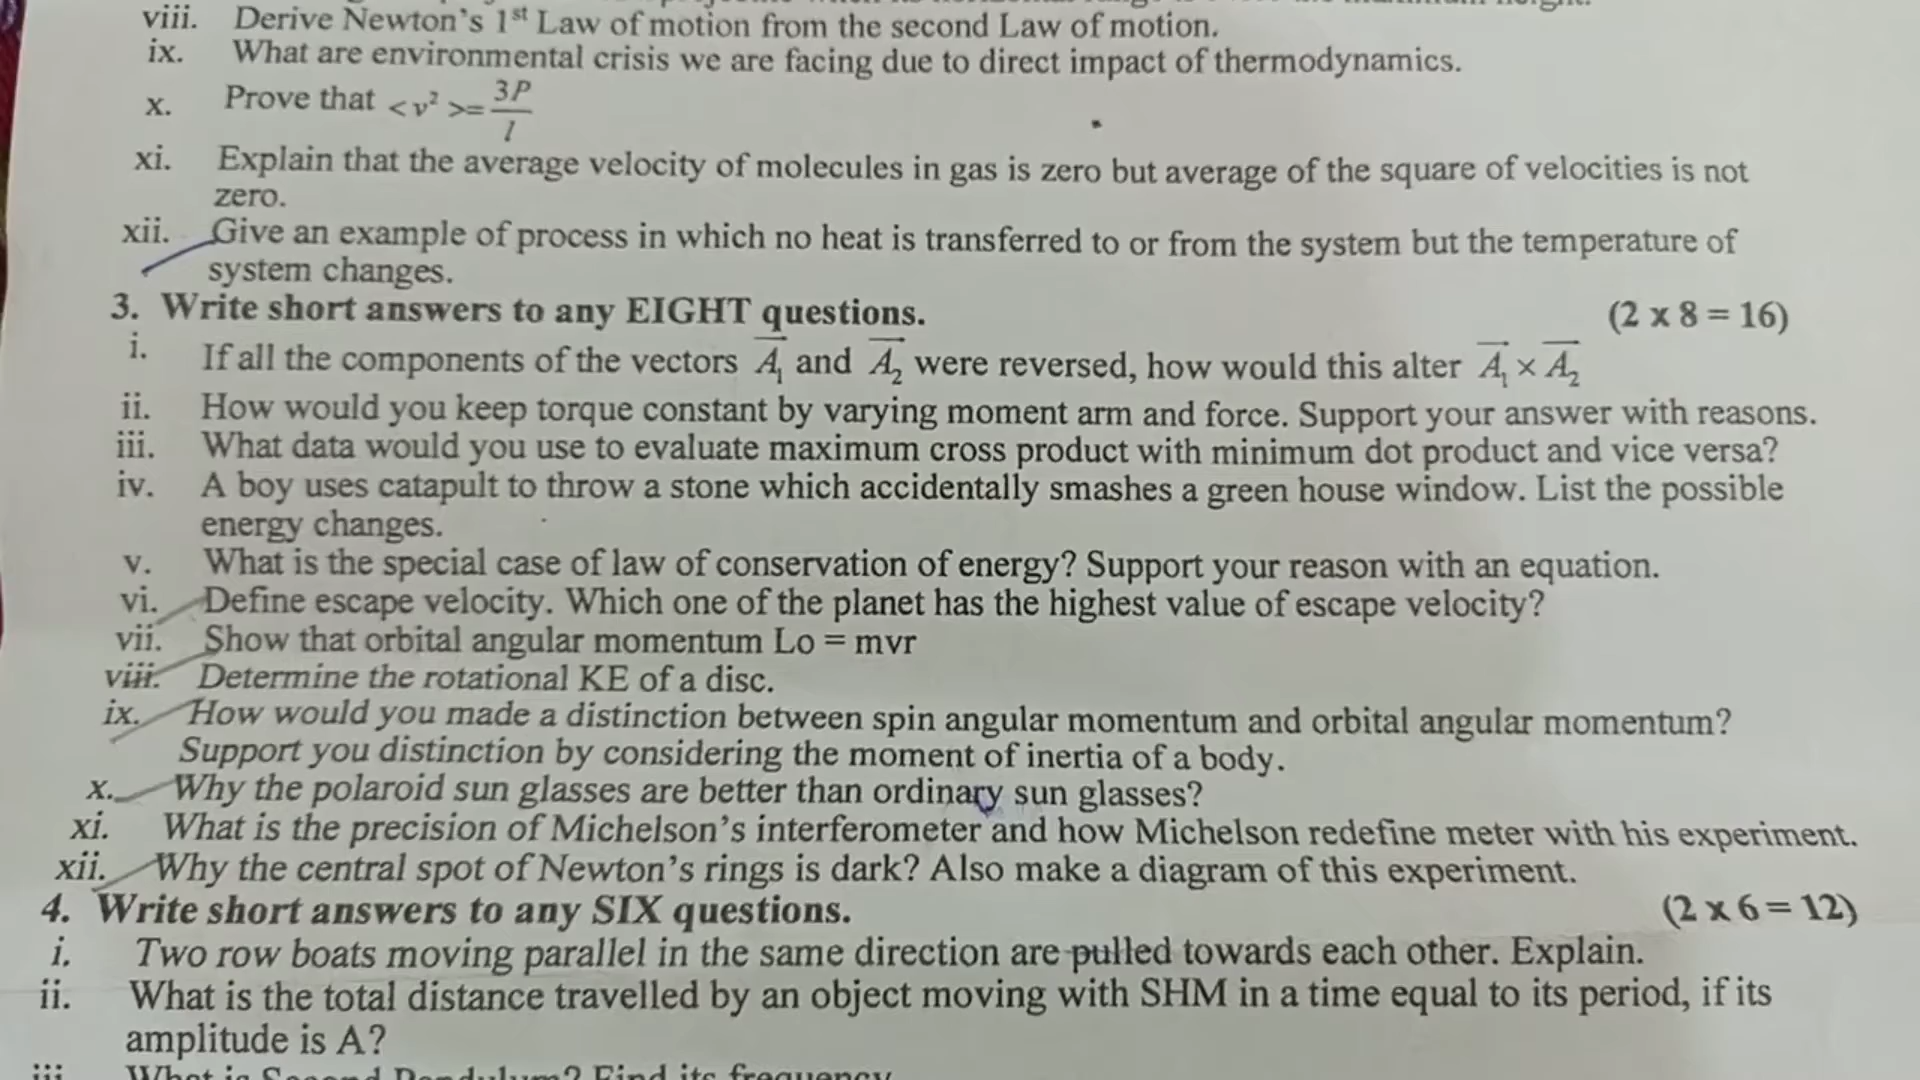 viii. Derive Newton's 1st Law of motion from the second Law of motion.
ix. What are environmental crisis we are facing due to direct impact of thermodynamics.
x. Prove that <v²>= 3P/l
xi. Explain that the average velocity of molecules in gas is zero but average of the square of velocities is not
zero.
xii. Give an example of process in which no heat is transferred to or from the system but the temperature of
system changes.
3. Write short answers to any EIGHT questions. (2 x 8 = 16)
i. If all the components of the vectors A₁ and A₂ were reversed, how would this alter A₁ × A₂
ii. How would you keep torque constant by varying moment arm and force. Support your answer with reasons.
iii. What data would you use to evaluate maximum cross product with minimum dot product and vice versa?
iv. A boy uses catapult to throw a stone which accidentally smashes a green house window. List the possible
energy changes.
v. What is the special case of law of conservation of energy? Support your reason with an equation.
vi. Define escape velocity. Which one of the planet has the highest value of escape velocity?
vii. Show that orbital angular momentum Lo = mvr
viii. Determine the rotational KE of a disc.
ix. How would you made a distinction between spin angular momentum and orbital angular momentum?
Support you distinction by considering the moment of inertia of a body.
x. Why the polaroid sun glasses are better than ordinary sun glasses?
xi. What is the precision of Michelson's interferometer and how Michelson redefine meter with his experiment.
xii. Why the central spot of Newton's rings is dark? Also make a diagram of this experiment.
4. Write short answers to any SIX questions. (2 x 6 = 12)
i. Two row boats moving parallel in the same direction are pulled towards each other. Explain.
ii. What is the total distance travelled by an object moving with SHM in a time equal to its period, if its
amplitude is A?
iii. What is Second Pendulum? Find its frequency